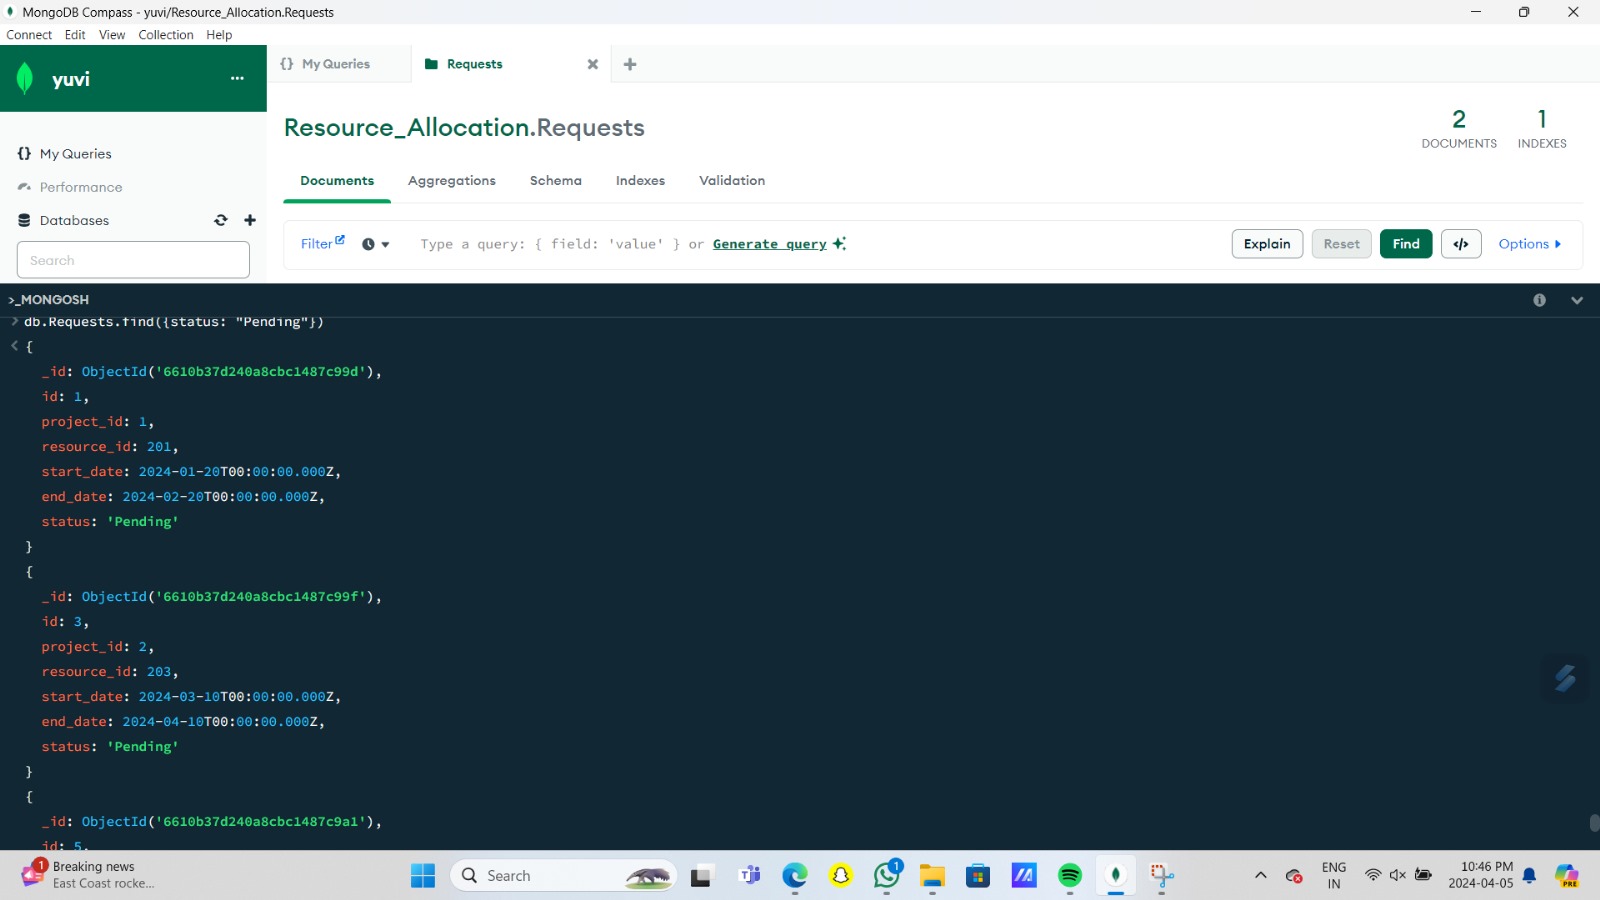 MongoDB Compass - yuvi/Resource_Allocation.Requests
Connect Edit View Collection Help
yuvi
{} My Queries
Requests
Resource_Allocation.Requests
2
DOCUMENTS
1
INDEXES
{} My Queries
Performance
Databases
Search
Documents Aggregations Schema Indexes Validation
Filter
Type a query: { field: 'value' } or Generate query
Explain Reset Find </> Options
>_MONGOSH
> db.Requests.find({status: "Pending"})
< {
_id: ObjectId('6610b37d240a8cbc1487c99d'),
id: 1,
project_id: 1,
resource_id: 201,
start_date: 2024-01-20T00:00:00.000Z,
end_date: 2024-02-20T00:00:00.000Z,
status: 'Pending'
}
{
_id: ObjectId('6610b37d240a8cbc1487c99f'),
id: 3,
project_id: 2,
resource_id: 203,
start_date: 2024-03-10T00:00:00.000Z,
end_date: 2024-04-10T00:00:00.000Z,
status: 'Pending'
}
{
_id: ObjectId('6610b37d240a8cbc1487c9a1'),
id: 5,
1
Breaking news
East Coast rocke...
Search
1
ENG
IN
10:46 PM
2024-04-05
PRE